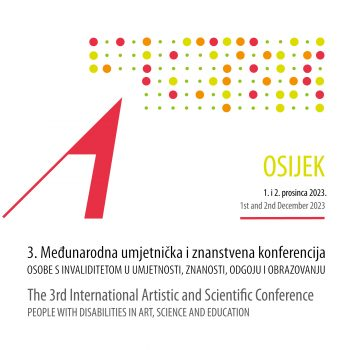 OSIJEK
1. i 2. prosinca 2023.
1st and 2nd December 2023
3. Međunarodna umjetnička i znanstvena konferencija
OSOBE S INVALIDITETOM U UMJETNOSTI, ZNANOSTI, ODGOJU I OBRAZOVANJU
The 3rd International Artistic and Scientific Conference
PEOPLE WITH DISABILITIES IN ART, SCIENCE AND EDUCATION